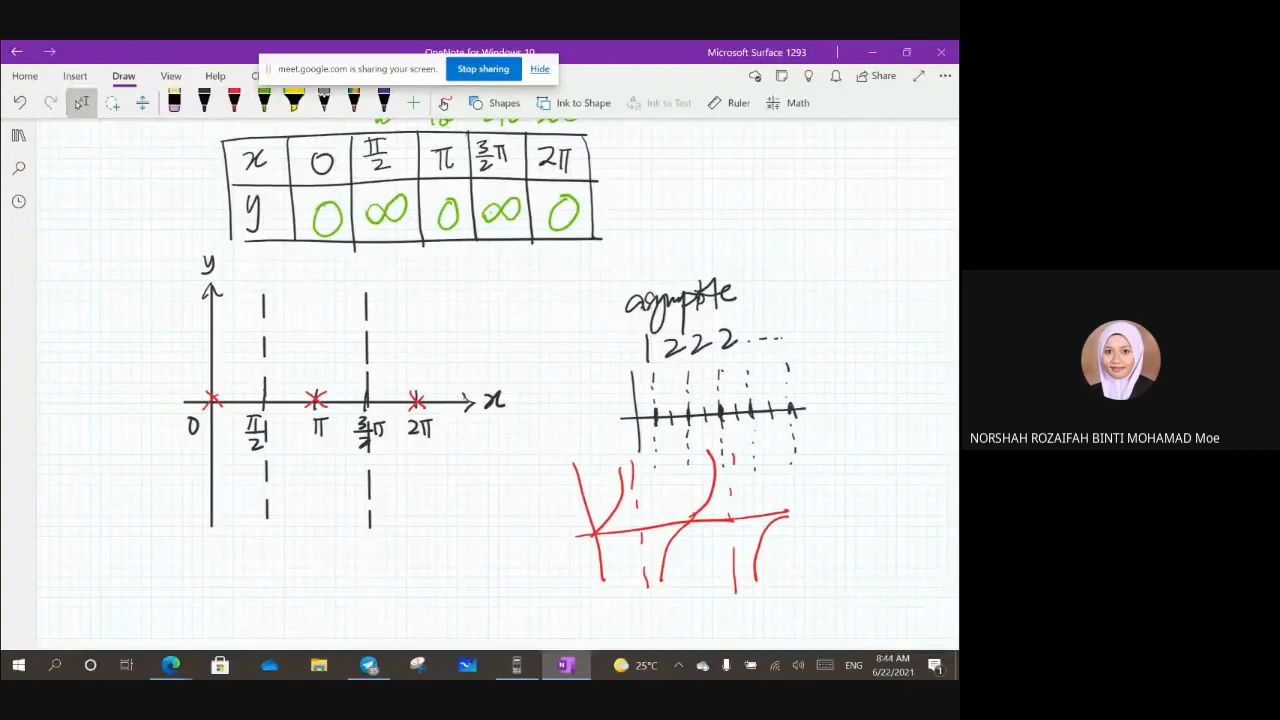 OneNote for Windows 10
Microsoft Surface 1293
meet.google.com is sharing your screen.
Stop sharing
Hide
Home Insert Draw View Help
Share
Shapes Ink to Shape Ink to Text Ruler Math
x 0 π/2 π 3/2 π 2π
y 0 ∞ 0 ∞ 0
y
asymptote
1 2 2 2 ....
x
0 π/2 π 3/2 π 2π
NORSHAH ROZAIFAH BINTI MOHAMAD Moe
25°C
ENG
8:44 AM
6/22/2021
1